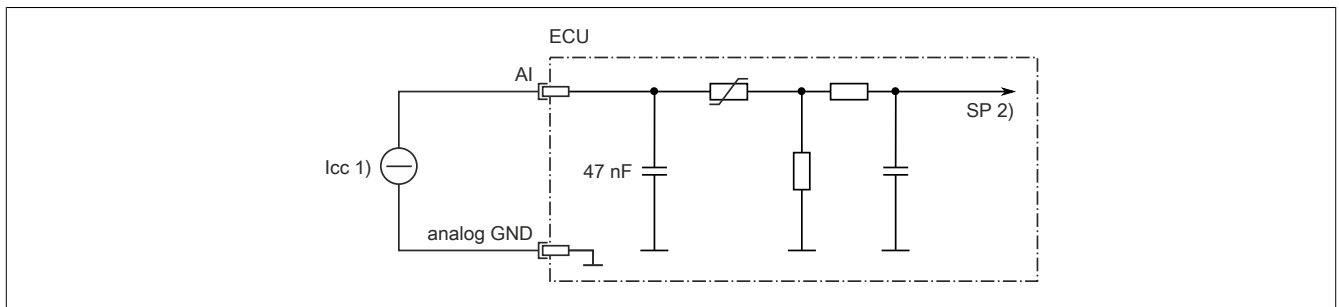 ECU
AI
SP 2)
Icc 1)
47 nF
analog GND